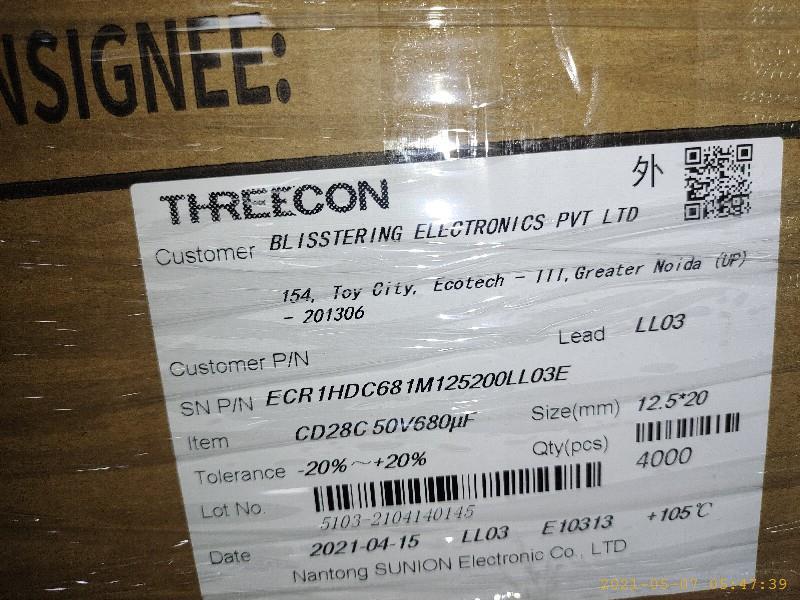 NSIGNEE:
THREECON 外
Customer BLISSTERING ELECTRONICS PVT LTD
154, Toy City, Ecotech - III,Greater Noida (UP)
- 201306
Customer P/N Lead LL03
SN P/N ECR1HDC681M125200LL03E
Item CD28C 50V680μF Size(mm) 12.5*20
Tolerance -20%~+20% Qty(pcs) 4000
Lot No. 5103-2104140145
Date 2021-04-15 LL03 E10313 +105℃
Nantong SUNION Electronic Co., LTD
2021-05-07 05:47:39